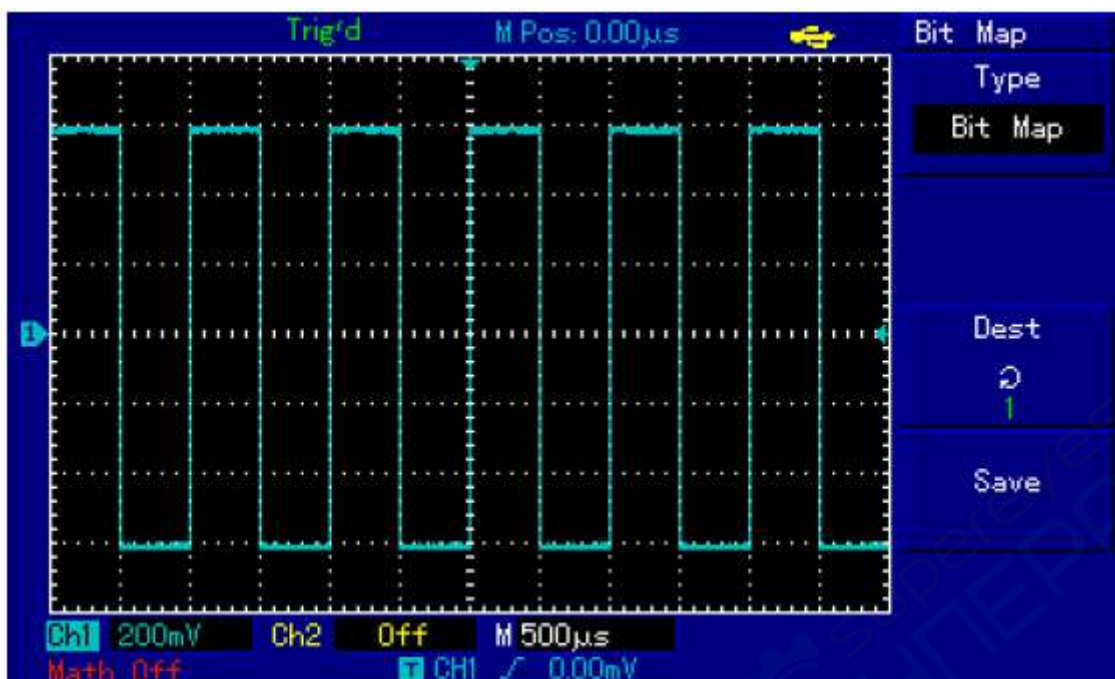 Trig'd M Pos: 0.00μs Bit Map
Type
Bit Map
1
Dest
1
Save
Ch1 200mV Ch2 Off M 500μs
Math Off T CH1 0.00mV